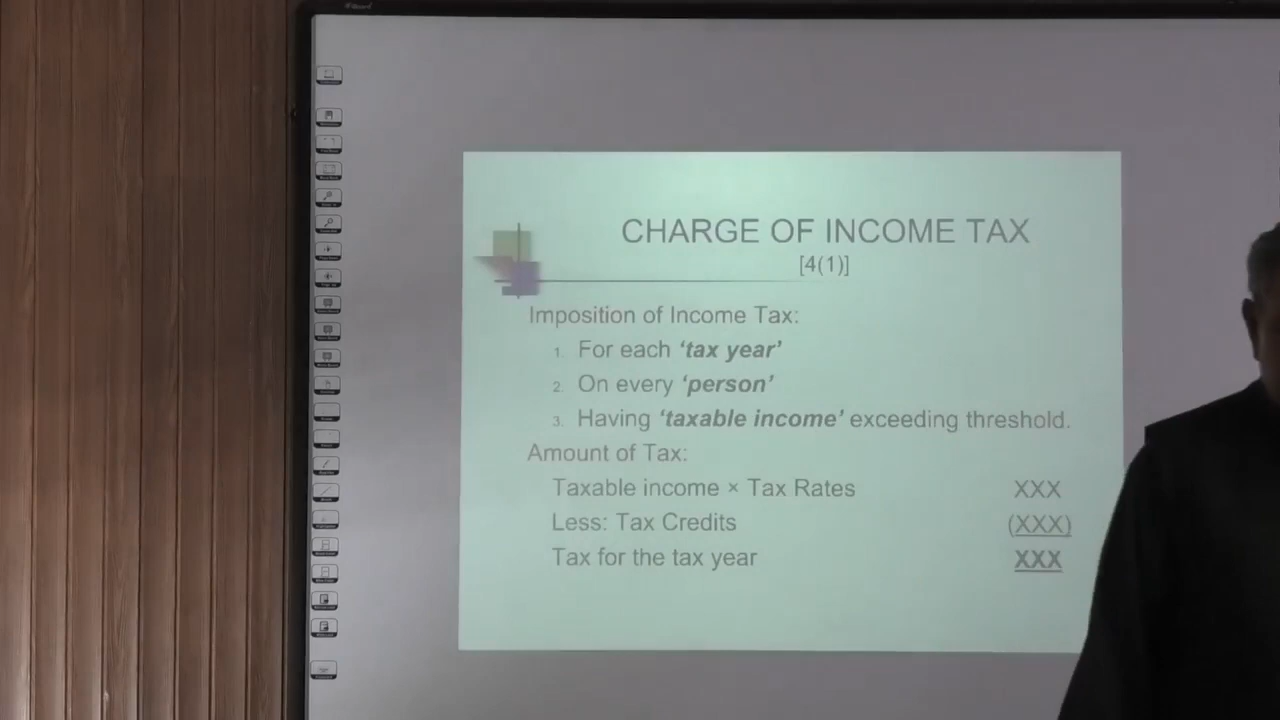 CHARGE OF INCOME TAX
[4(1)]
Imposition of Income Tax:
1. For each ‘tax year’
2. On every ‘person’
3. Having ‘taxable income’ exceeding threshold.
Amount of Tax:
Taxable income × Tax Rates XXX
Less: Tax Credits (XXX)
Tax for the tax year XXX